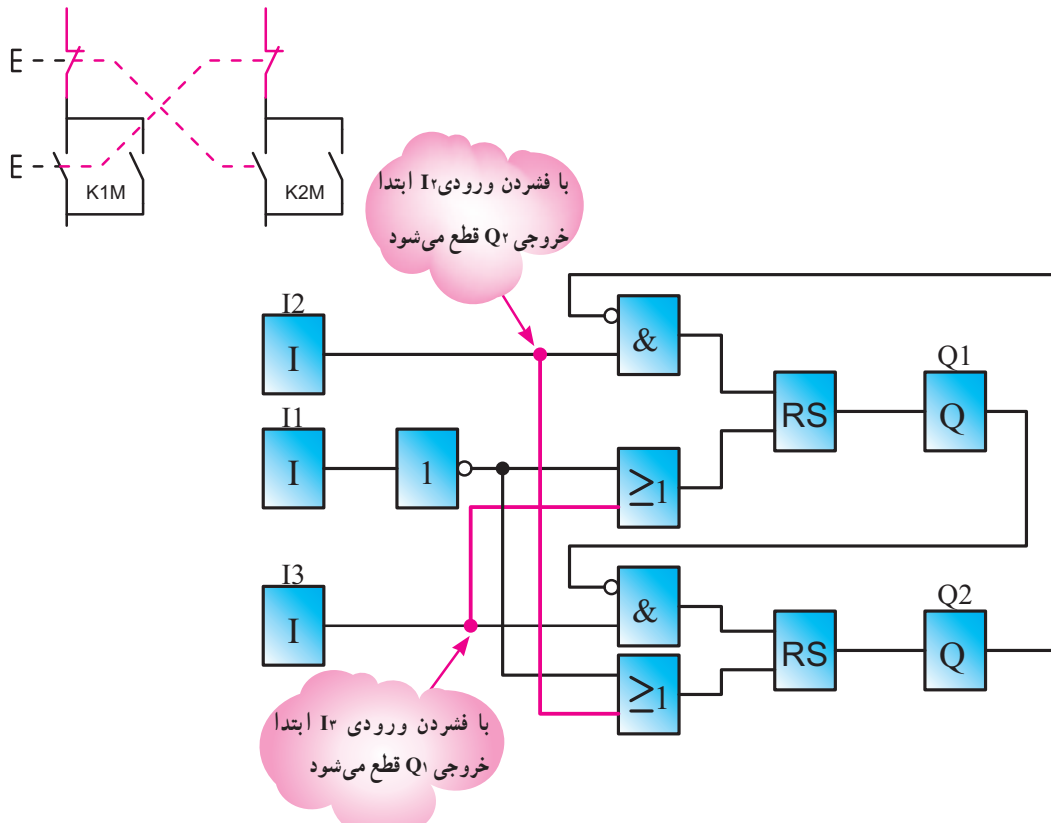 E
E
K1M
K2M
با فشردن ورودی I۲ ابتدا
خروجی Q۲ قطع می‌شود
I2
I
&
Q1
RS
Q
I1
I
1
≥1
I3
I
&
Q2
RS
Q
≥1
با فشردن ورودی I۳ ابتدا
خروجی Q۱ قطع می‌شود